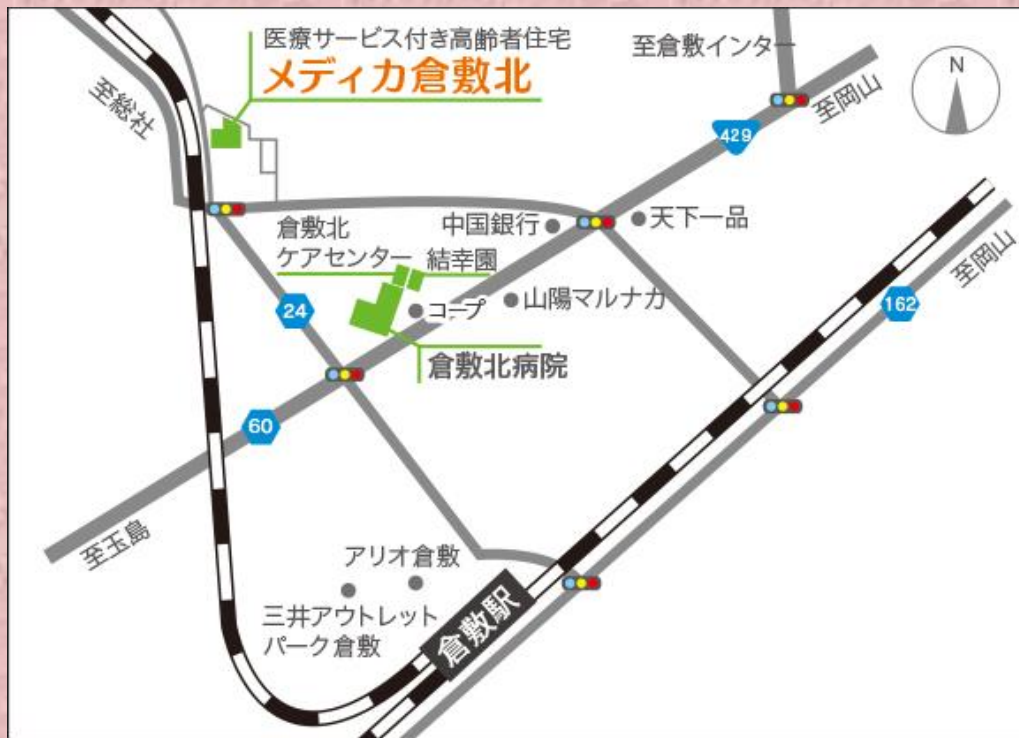 医療サービス付き高齢者住宅
メディカ倉敷北
至倉敷インター
N
至総社
至岡山
429
中国銀行
天下一品
倉敷北
ケアセンター
結幸園
至岡山
24
コープ
山陽マルナカ
162
倉敷北病院
60
至玉島
アリオ倉敷
三井アウトレット
パーク倉敷
倉敷駅